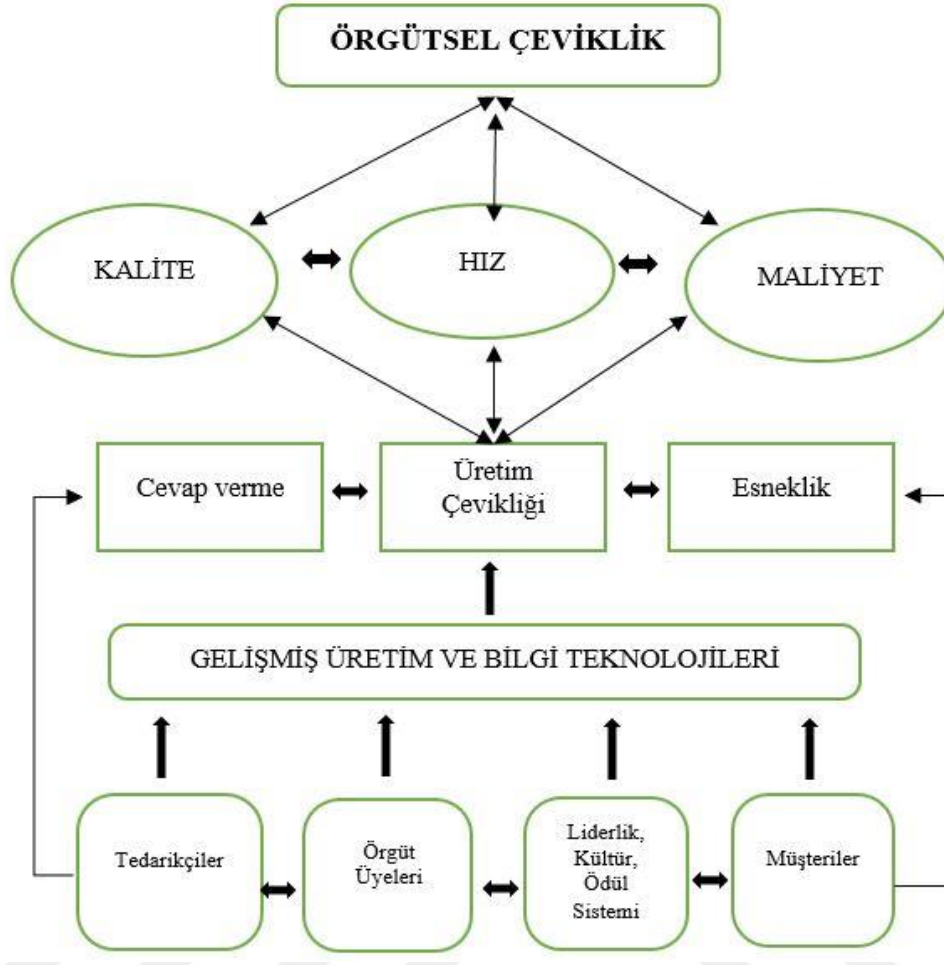 ÖRGÜTSEL ÇEVİKLİK
KALİTE
HIZ
MALİYET
Cevap verme
Üretim
Çevikliği
Esneklik
GELİŞMİŞ ÜRETİM VE BİLGİ TEKNOLOJİLERİ
Tedarikçiler
Örgüt
Üyeleri
Liderlik,
Kültür,
Ödül
Sistemi
Müşteriler